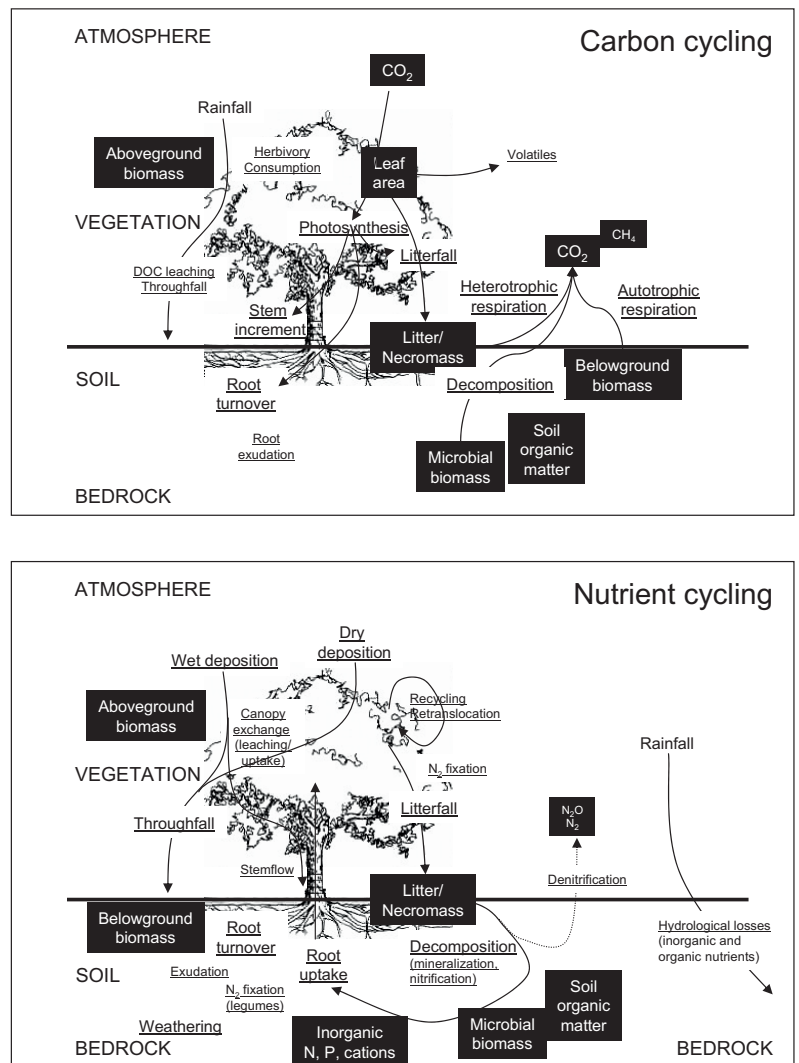 ATMOSPHERE
Carbon cycling
CO₂
Rainfall
Aboveground
biomass
Herbivory
Consumption
Leaf
area
Volatiles
VEGETATION
Photosynthesis
Litterfall
CO₂
CH₄
DOC leaching
Throughfall
Heterotrophic
respiration
Autotrophic
respiration
Stem
increment
Litter/
Necromass
SOIL
Root
turnover
Decomposition
Belowground
biomass
Root
exudation
Microbial
biomass
Soil
organic
matter
BEDROCK
ATMOSPHERE
Nutrient cycling
Dry
deposition
Wet deposition
Aboveground
biomass
Canopy
exchange
(leaching/
uptake)
Recycling
Retranslocation
VEGETATION
N₂ fixation
Rainfall
Throughfall
Litterfall
N₂O
N₂
Stemflow
Denitrification
Litter/
Necromass
Belowground
biomass
Root
turnover
Decomposition
(mineralization,
nitrification)
Hydrological losses
(inorganic and
organic nutrients)
SOIL
Exudation
Root
uptake
N₂ fixation
(legumes)
Soil
organic
matter
Weathering
Inorganic
N, P, cations
Microbial
biomass
BEDROCK
BEDROCK